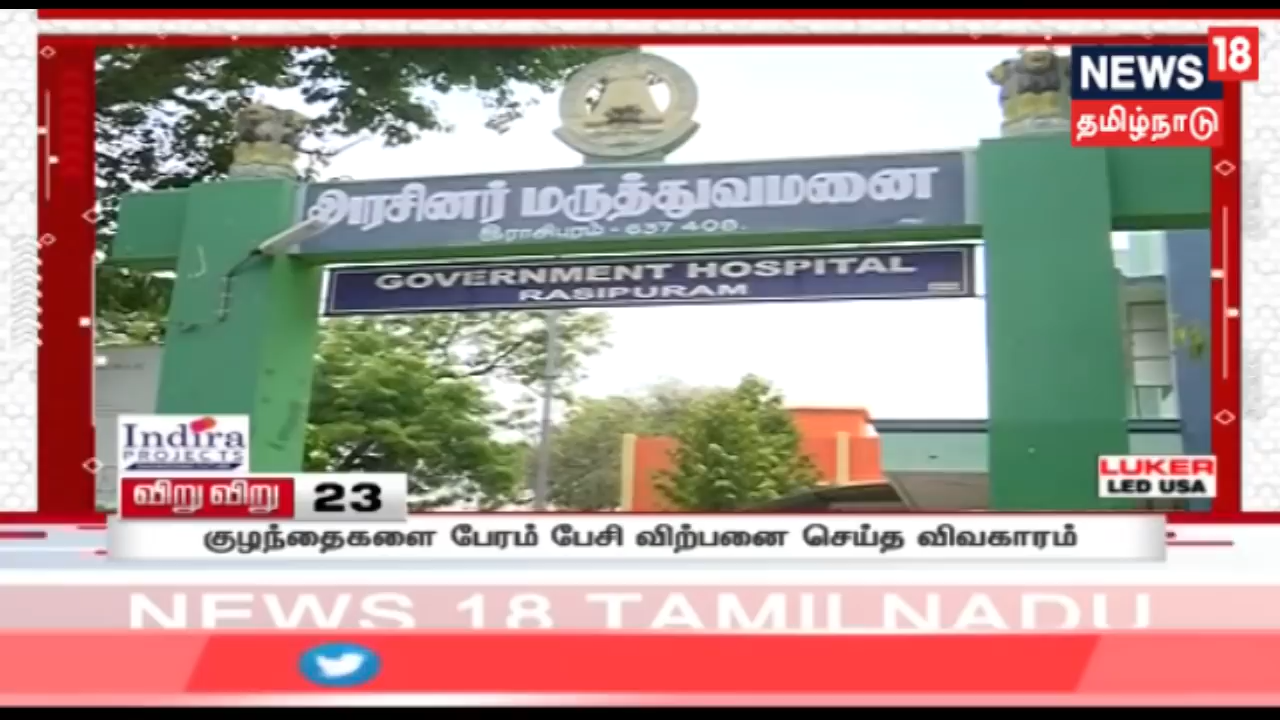 NEWS 18
தமிழ்நாடு
அரசினர் மருத்துவமனை
இராசிபுரம் - 637 408.
GOVERNMENT HOSPITAL
RASIPURAM
Indira
PROJECTS
LUKER
LED USA
விறு விறு 23
குழந்தைகளை பேரம் பேசி விற்பனை செய்த விவகாரம்
NEWS 18 TAMILNADU